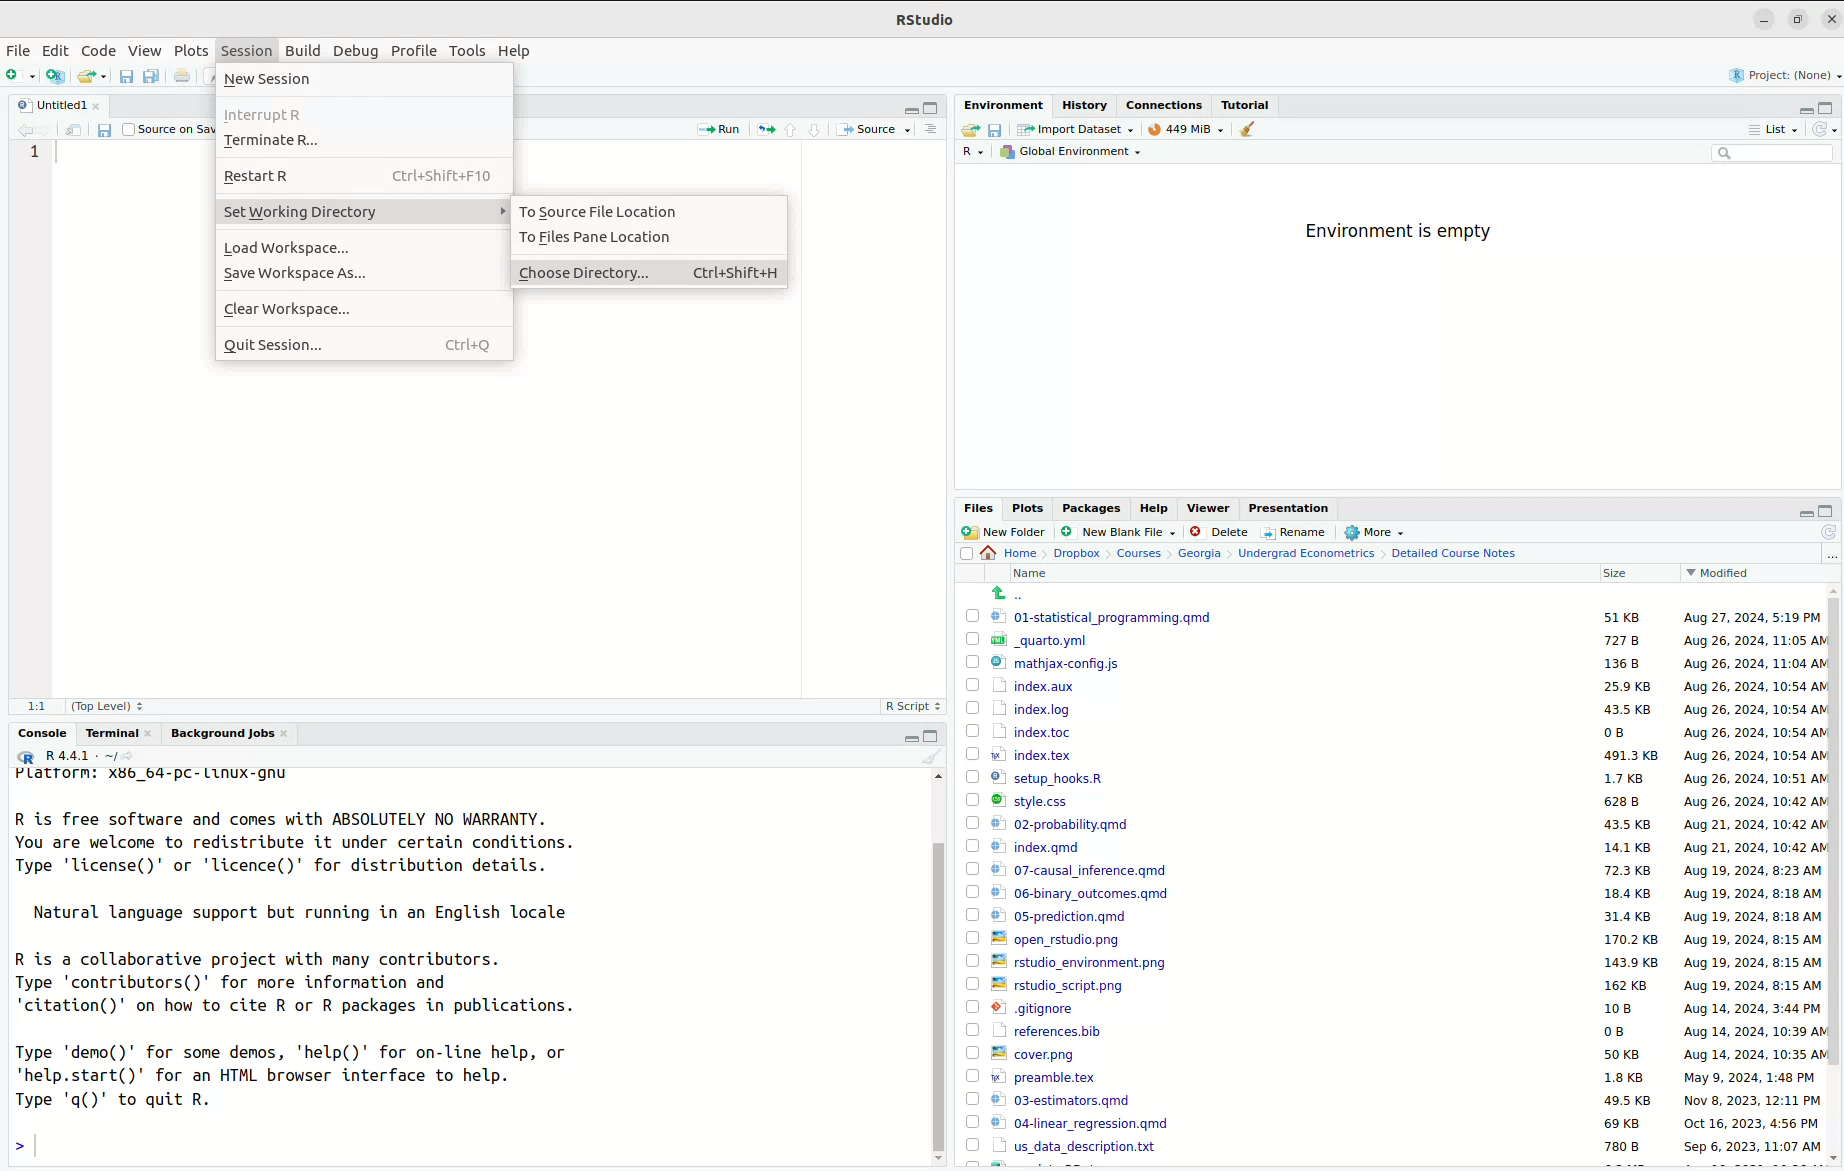 RStudio
File Edit Code View Plots Session Build Debug Profile Tools Help
Project: (None)
New Session
Interrupt R
Terminate R...
Restart R Ctrl+Shift+F10
Set Working Directory
Load Workspace...
Save Workspace As...
Clear Workspace...
Quit Session... Ctrl+Q
To Source File Location
To Files Pane Location
Choose Directory... Ctrl+Shift+H
Untitled1
Source on Sav
Run Source
1
1:1 (Top Level) R Script
Console Terminal Background Jobs
R 4.4.1 · ~/
Platform: x86_64-pc-linux-gnu
R is free software and comes with ABSOLUTELY NO WARRANTY.
You are welcome to redistribute it under certain conditions.
Type 'license()' or 'licence()' for distribution details.
Natural language support but running in an English locale
R is a collaborative project with many contributors.
Type 'contributors()' for more information and
'citation()' on how to cite R or R packages in publications.
Type 'demo()' for some demos, 'help()' for on-line help, or
'help.start()' for an HTML browser interface to help.
Type 'q()' to quit R.
>
Environment History Connections Tutorial
Import Dataset 449 MiB List
R Global Environment
Environment is empty
Files Plots Packages Help Viewer Presentation
New Folder New Blank File Delete Rename More
Home Dropbox Courses Georgia Undergrad Econometrics Detailed Course Notes ...
Name Size Modified
..
01-statistical_programming.qmd 51 KB Aug 27, 2024, 5:19 PM
_quarto.yml 727 B Aug 26, 2024, 11:05 AM
mathjax-config.js 136 B Aug 26, 2024, 11:04 AM
index.aux 25.9 KB Aug 26, 2024, 10:54 AM
index.log 43.5 KB Aug 26, 2024, 10:54 AM
index.toc 0 B Aug 26, 2024, 10:54 AM
index.tex 491.3 KB Aug 26, 2024, 10:54 AM
setup_hooks.R 1.7 KB Aug 26, 2024, 10:51 AM
style.css 628 B Aug 26, 2024, 10:42 AM
02-probability.qmd 43.5 KB Aug 21, 2024, 10:42 AM
index.qmd 14.1 KB Aug 21, 2024, 10:42 AM
07-causal_inference.qmd 72.3 KB Aug 19, 2024, 8:23 AM
06-binary_outcomes.qmd 18.4 KB Aug 19, 2024, 8:18 AM
05-prediction.qmd 31.4 KB Aug 19, 2024, 8:18 AM
open_rstudio.png 170.2 KB Aug 19, 2024, 8:15 AM
rstudio_environment.png 143.9 KB Aug 19, 2024, 8:15 AM
rstudio_script.png 162 KB Aug 19, 2024, 8:15 AM
.gitignore 10 B Aug 14, 2024, 3:44 PM
references.bib 0 B Aug 14, 2024, 10:39 AM
cover.png 50 KB Aug 14, 2024, 10:35 AM
preamble.tex 1.8 KB May 9, 2024, 1:48 PM
03-estimators.qmd 49.5 KB Nov 8, 2023, 12:11 PM
04-linear_regression.qmd 69 KB Oct 16, 2023, 4:56 PM
us_data_description.txt 780 B Sep 6, 2023, 11:07 AM